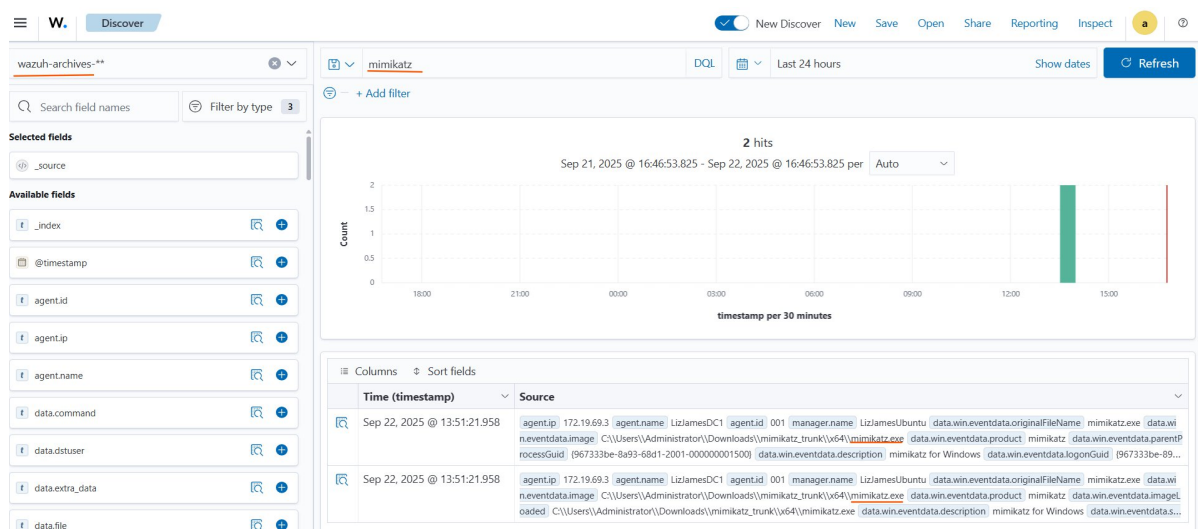 W. Discover New Discover New Save Open Share Reporting Inspect a
wazuh-archives-**
mimikatz DQL Last 24 hours Show dates Refresh
Search field names Filter by type 3
+ Add filter
Selected fields
_source
Available fields
t _index
@timestamp
t agent.id
t agent.ip
t agent.name
t data.command
t data.dstuser
t data.extra_data
t data.file
2 hits
Sep 21, 2025 @ 16:46:53.825 - Sep 22, 2025 @ 16:46:53.825 per Auto
2
1.5
1
0.5
0
Count
18:00 21:00 00:00 03:00 06:00 09:00 12:00 15:00
timestamp per 30 minutes
Columns Sort fields
Time (timestamp) Source
Sep 22, 2025 @ 13:51:21.958 agent.ip 172.19.69.3 agent.name LizJamesDC1 agent.id 001 manager.name LizJamesUbuntu data.win.eventdata.originalFileName mimikatz.exe data.wi
n.eventdata.image C:\\Users\\Administrator\\Downloads\\mimikatz_trunk\\x64\\mimikatz.exe data.win.eventdata.product mimikatz data.win.eventdata.parentP
rocessGuid {967333be-8a93-68d1-2001-000000001500} data.win.eventdata.description mimikatz for Windows data.win.eventdata.logonGuid {967333be-89...
Sep 22, 2025 @ 13:51:21.958 agent.ip 172.19.69.3 agent.name LizJamesDC1 agent.id 001 manager.name LizJamesUbuntu data.win.eventdata.originalFileName mimikatz.exe data.wi
n.eventdata.image C:\\Users\\Administrator\\Downloads\\mimikatz_trunk\\x64\\mimikatz.exe data.win.eventdata.product mimikatz data.win.eventdata.imageL
oaded C:\\Users\\Administrator\\Downloads\\mimikatz_trunk\\x64\\mimikatz.exe data.win.eventdata.description mimikatz for Windows data.win.eventdata.s...